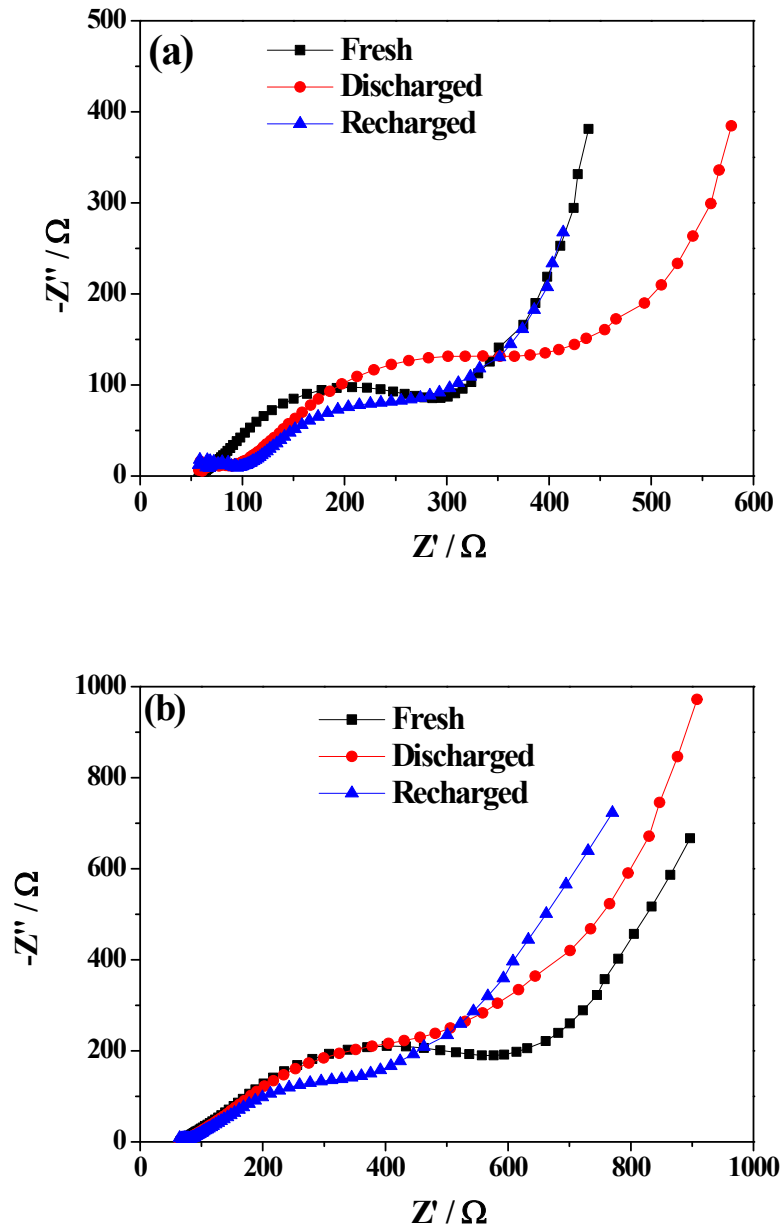 (a)
Fresh
Discharged
Recharged
500
400
300
200
100
0
-Z'' / Ω
0 100 200 300 400 500 600
Z' / Ω
(b)
Fresh
Discharged
Recharged
1000
800
600
400
200
0
-Z'' / Ω
0 200 400 600 800 1000
Z' / Ω